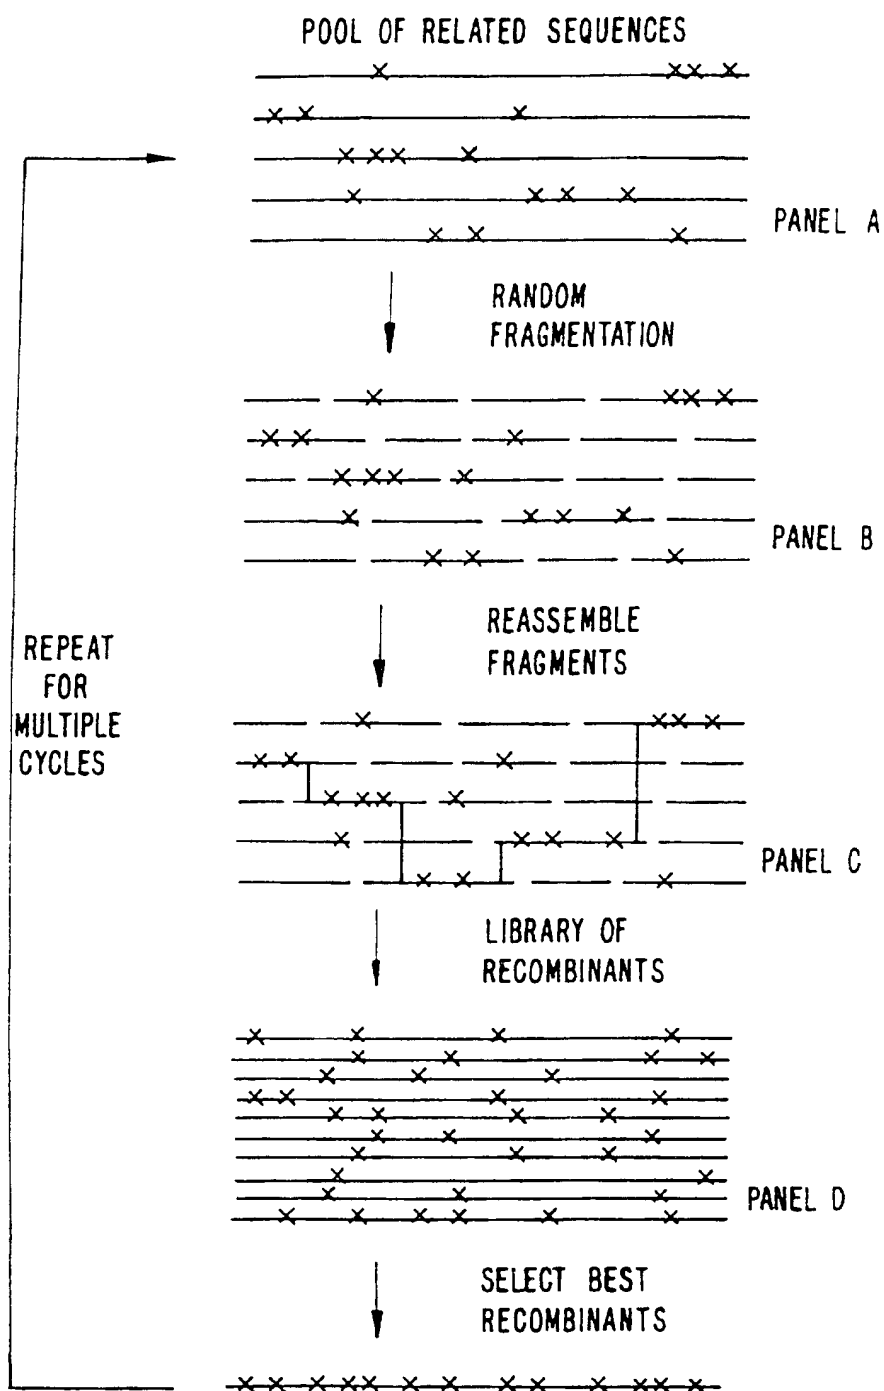 POOL OF RELATED SEQUENCES
PANEL A
RANDOM
FRAGMENTATION
PANEL B
REASSEMBLE
FRAGMENTS
REPEAT
FOR
MULTIPLE
CYCLES
PANEL C
LIBRARY OF
RECOMBINANTS
PANEL D
SELECT BEST
RECOMBINANTS